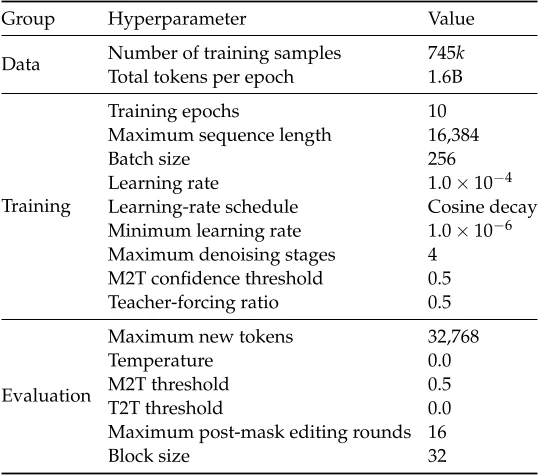 Group Hyperparameter Value
Data
Number of training samples 745k
Total tokens per epoch 1.6B
Training
Training epochs 10
Maximum sequence length 16,384
Batch size 256
Learning rate 1.0 × 10⁻⁴
Learning-rate schedule Cosine decay
Minimum learning rate 1.0 × 10⁻⁶
Maximum denoising stages 4
M2T confidence threshold 0.5
Teacher-forcing ratio 0.5
Evaluation
Maximum new tokens 32,768
Temperature 0.0
M2T threshold 0.5
T2T threshold 0.0
Maximum post-mask editing rounds 16
Block size 32